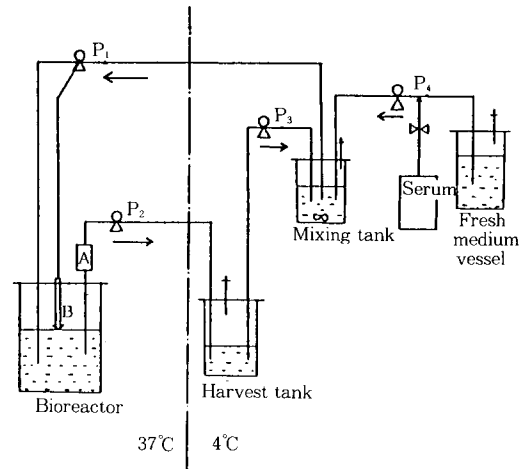 P₁
P₄
P₃
Serum
Mixing tank
Fresh
medium
vessel
P₂
A
B
Bioreactor
Harvest tank
37℃
4℃